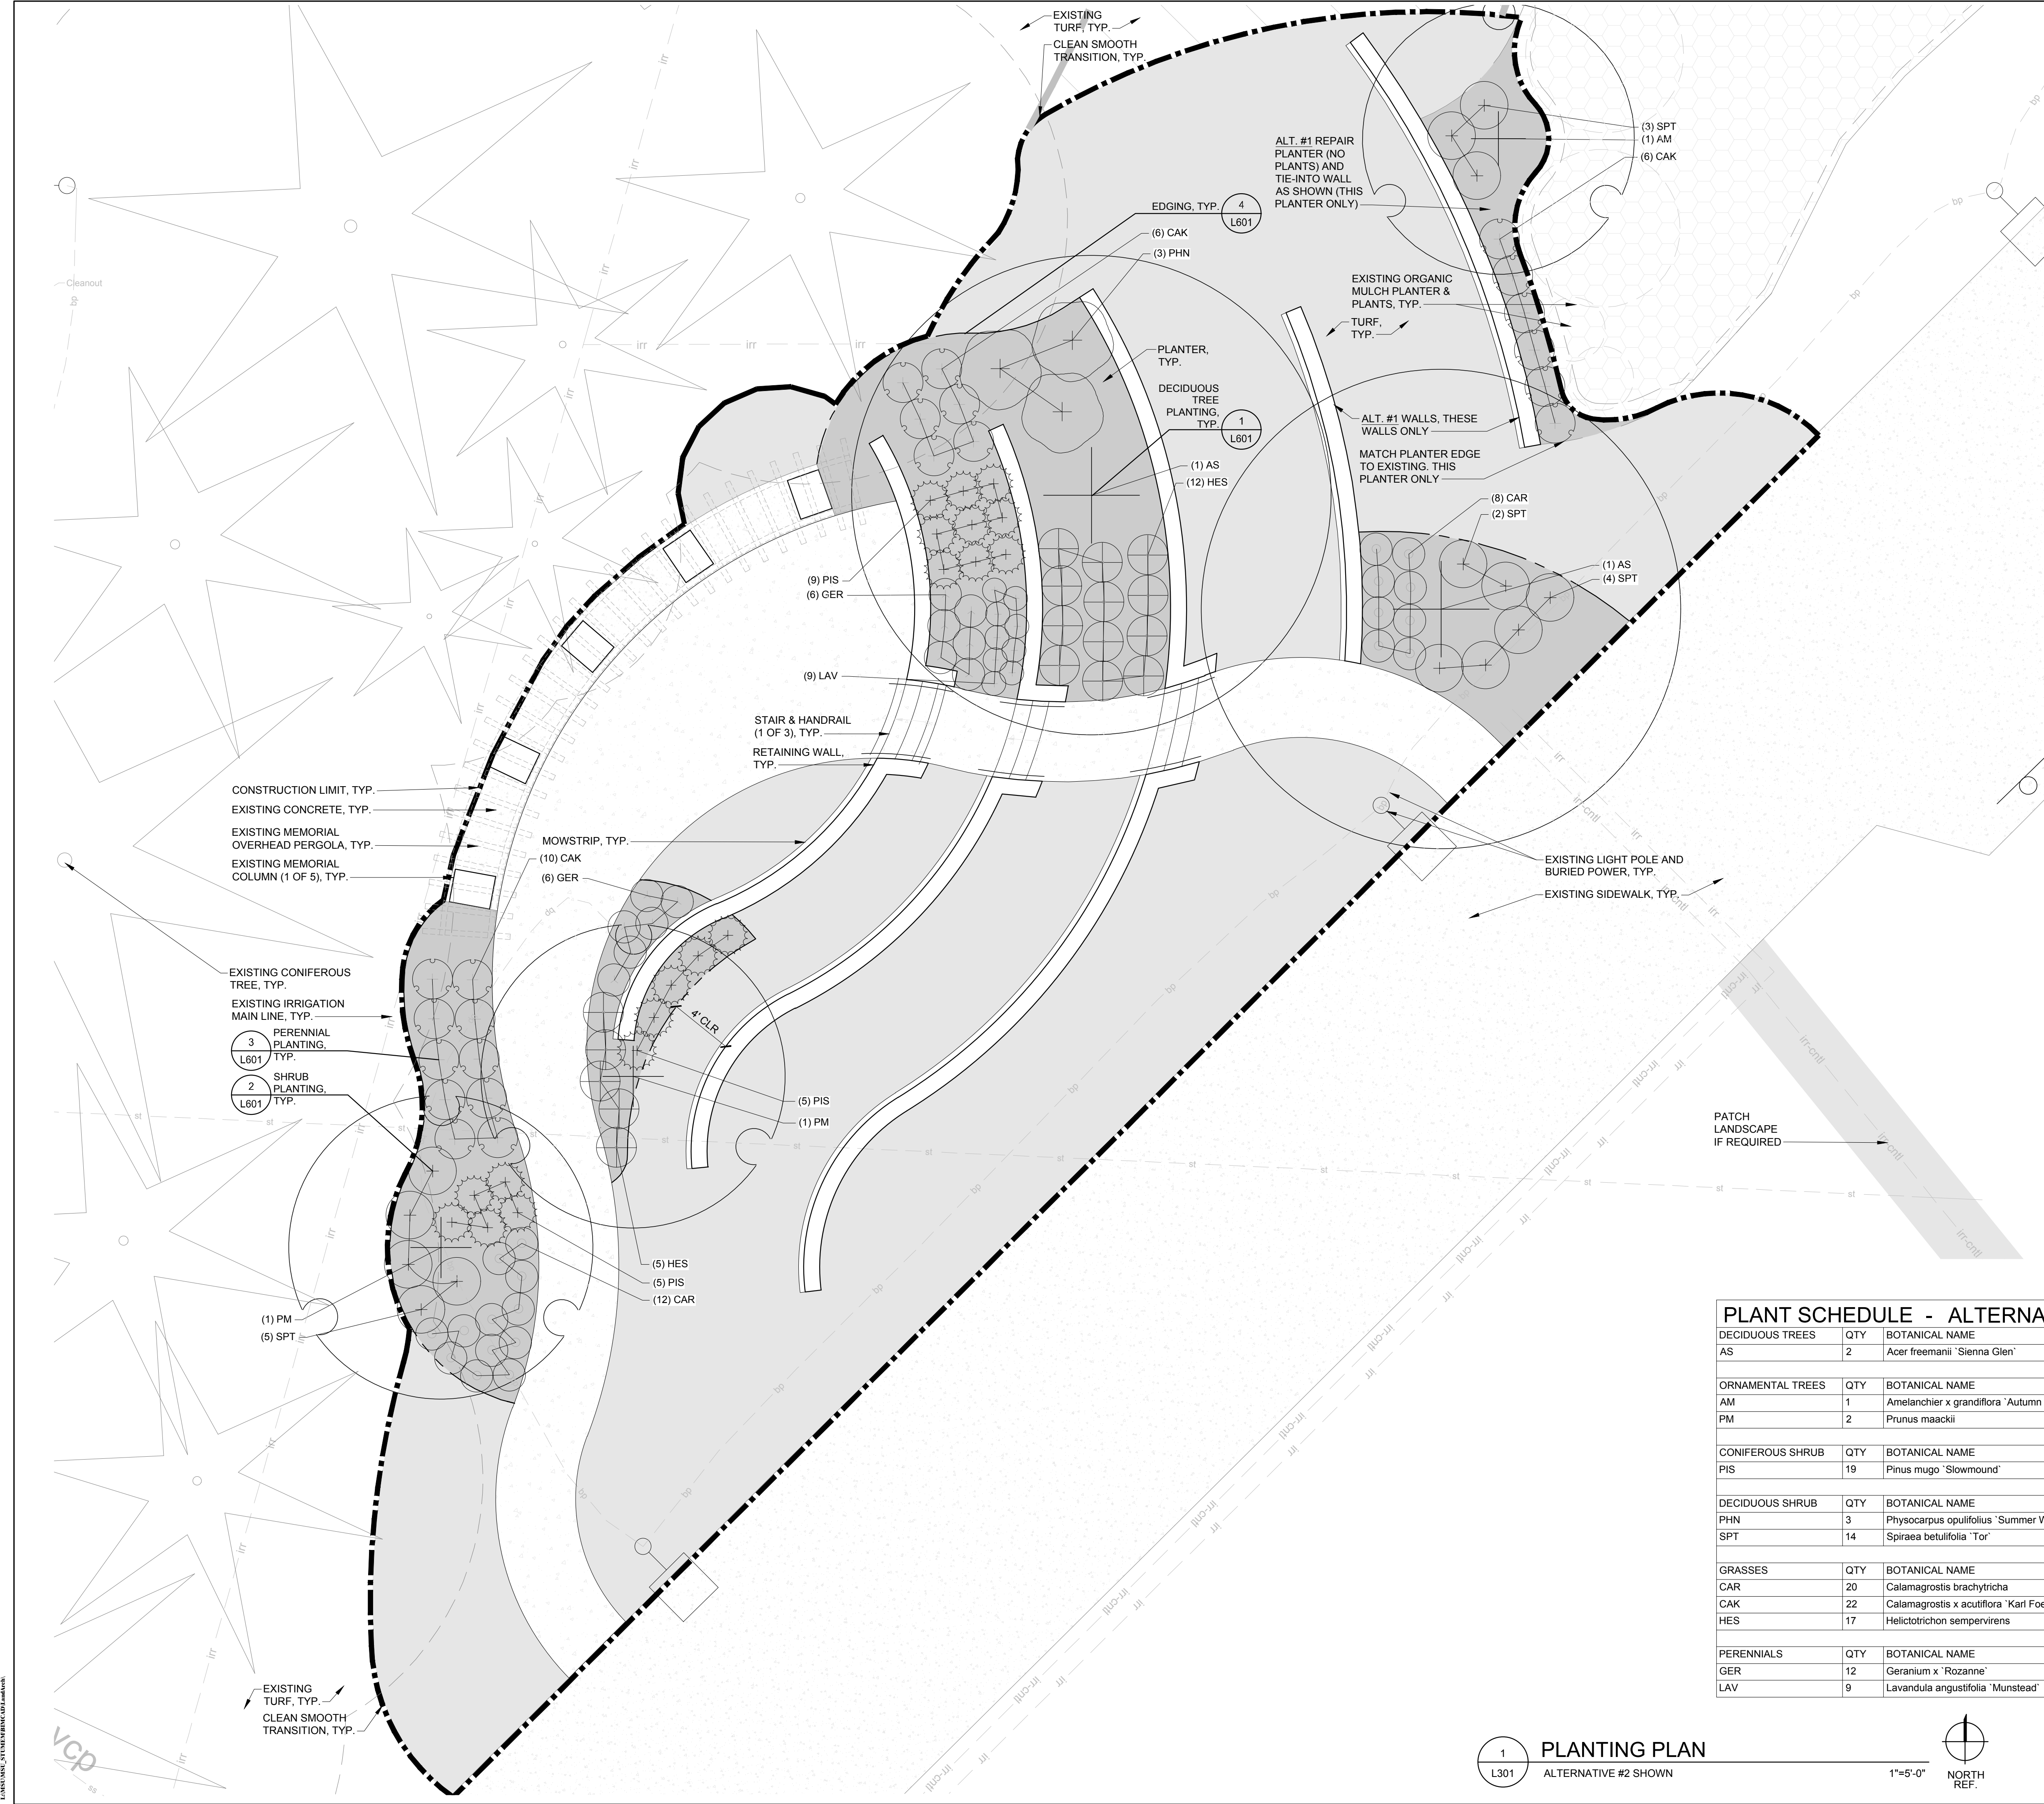 EXISTING
TURF, TYP.
CLEAN SMOOTH
TRANSITION, TYP.
(3) SPT
(1) AM
(6) CAK
ALT. #1 REPAIR
PLANTER (NO
PLANTS) AND
TIE-INTO WALL
AS SHOWN (THIS
PLANTER ONLY)
EDGING, TYP.
4
L601
(6) CAK
(3) PHN
EXISTING ORGANIC
MULCH PLANTER &
PLANTS, TYP.
TURF,
TYP.
PLANTER,
TYP.
DECIDUOUS
TREE
PLANTING,
TYP.
1
L601
ALT. #1 WALLS, THESE
WALLS ONLY
MATCH PLANTER EDGE
TO EXISTING. THIS
PLANTER ONLY
(1) AS
(12) HES
(8) CAR
(2) SPT
(1) AS
(4) SPT
(9) PIS
(6) GER
(9) LAV
STAIR & HANDRAIL
(1 OF 3), TYP.
RETAINING WALL,
TYP.
CONSTRUCTION LIMIT, TYP.
EXISTING CONCRETE, TYP.
EXISTING MEMORIAL
OVERHEAD PERGOLA, TYP.
EXISTING MEMORIAL
COLUMN (1 OF 5), TYP.
MOWSTRIP, TYP.
(10) CAK
(6) GER
EXISTING LIGHT POLE AND
BURIED POWER, TYP.
EXISTING SIDEWALK, TYP.
EXISTING CONIFEROUS
TREE, TYP.
EXISTING IRRIGATION
MAIN LINE, TYP.
3
L601
PERENNIAL
PLANTING,
TYP.
2
L601
SHRUB
PLANTING,
TYP.
4' CLR
(5) PIS
(1) PM
PATCH
LANDSCAPE
IF REQUIRED
(5) HES
(5) PIS
(12) CAR
(1) PM
(5) SPT
EXISTING
TURF, TYP.
CLEAN SMOOTH
TRANSITION, TYP.
Cleanout
irr
bp
st
irr-cntl
vcp
ss
PLANT SCHEDULE - ALTERNA
DECIDUOUS TREES QTY BOTANICAL NAME
AS 2 Acer freemanii `Sienna Glen`
ORNAMENTAL TREES QTY BOTANICAL NAME
AM 1 Amelanchier x grandiflora `Autumn
PM 2 Prunus maackii
CONIFEROUS SHRUB QTY BOTANICAL NAME
PIS 19 Pinus mugo `Slowmound`
DECIDUOUS SHRUB QTY BOTANICAL NAME
PHN 3 Physocarpus opulifolius `Summer W
SPT 14 Spiraea betulifolia `Tor`
GRASSES QTY BOTANICAL NAME
CAR 20 Calamagrostis brachytricha
CAK 22 Calamagrostis x acutiflora `Karl Foe
HES 17 Helictotrichon sempervirens
PERENNIALS QTY BOTANICAL NAME
GER 12 Geranium x `Rozanne`
LAV 9 Lavandula angustifolia `Munstead`
1
L301
PLANTING PLAN
ALTERNATIVE #2 SHOWN
1"=5'-0"
NORTH
REF.